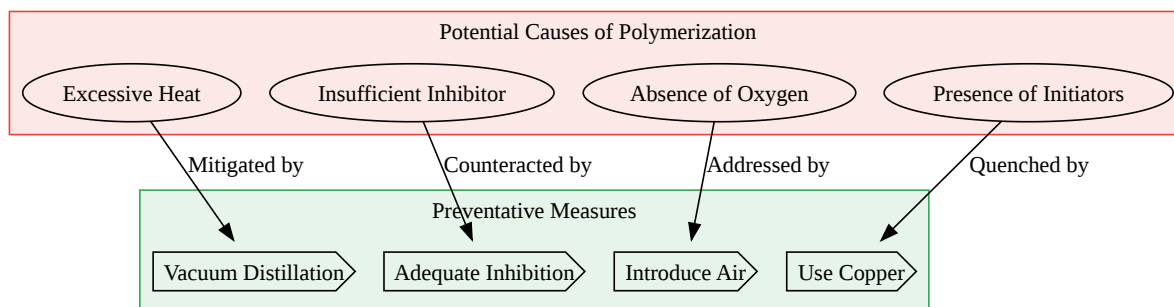 Potential Causes of Polymerization
Excessive Heat
Insufficient Inhibitor
Absence of Oxygen
Presence of Initiators
Mitigated by
Counteracted by
Addressed by
Quenched by
Preventative Measures
Vacuum Distillation
Adequate Inhibition
Introduce Air
Use Copper